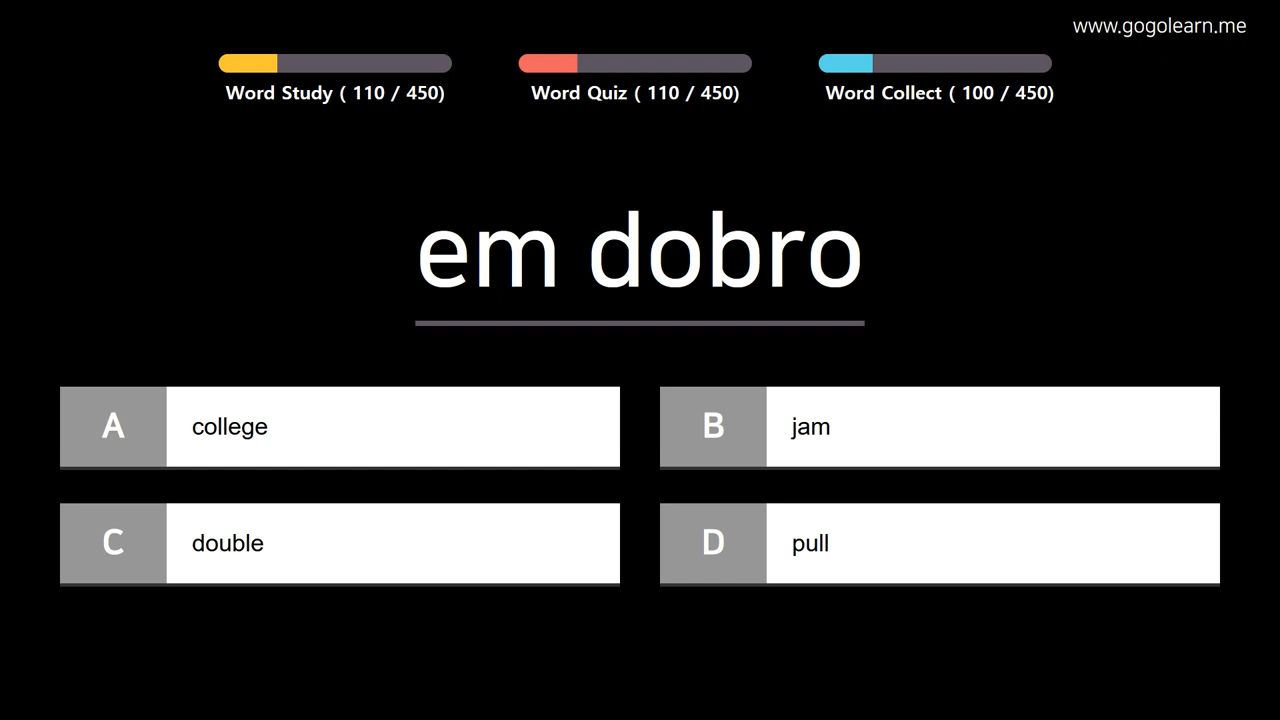 www.gogolearn.me
Word Study ( 110 / 450)
Word Quiz ( 110 / 450)
Word Collect ( 100 / 450)
em dobro
A college
B jam
C double
D pull